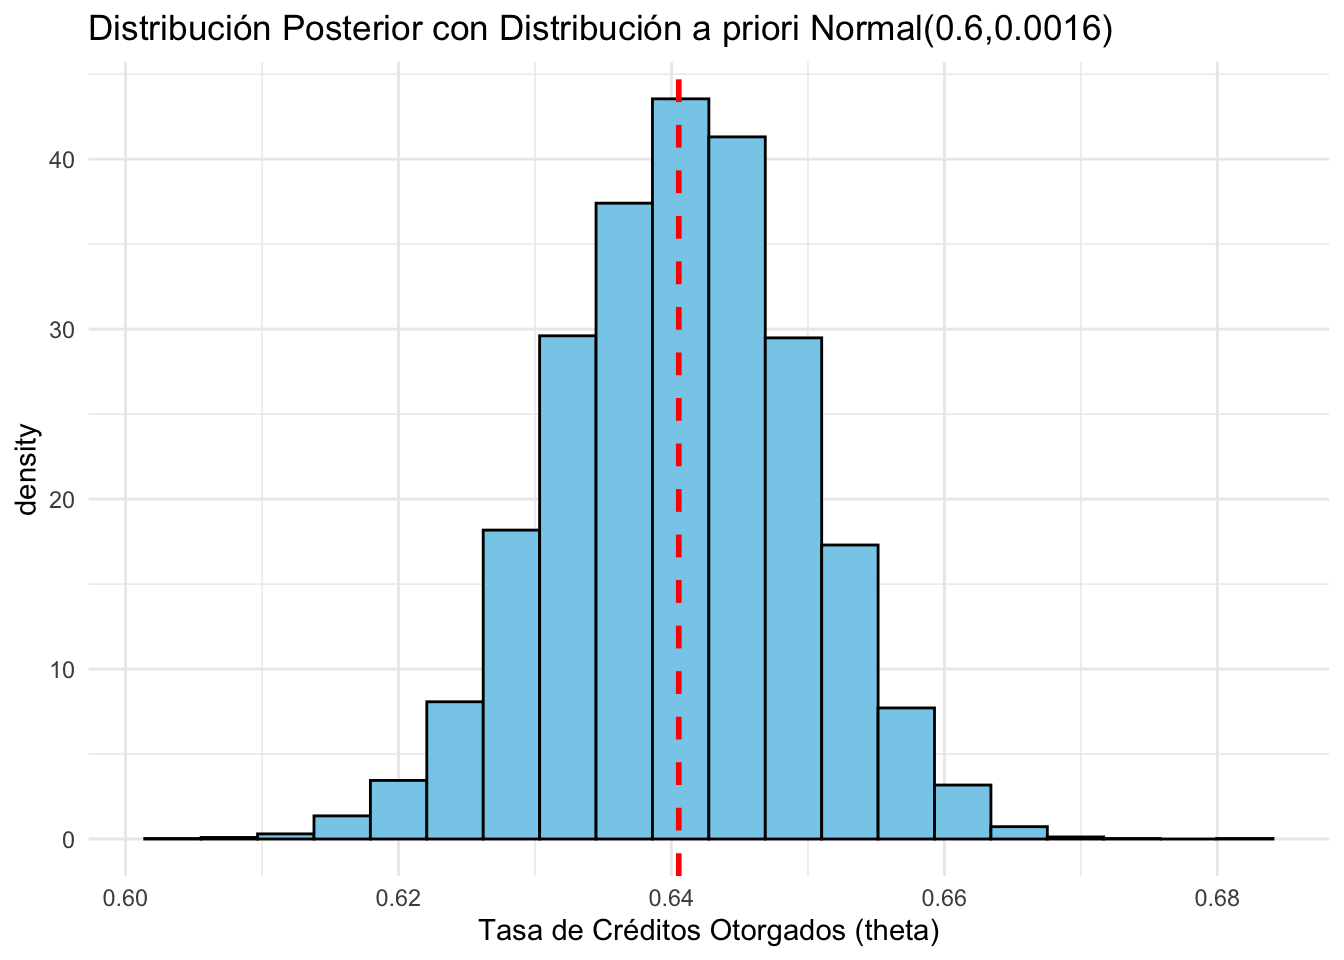 Distribución Posterior con Distribución a priori Normal(0.6,0.0016)
40
30
20
10
0
density
0.60 0.62 0.64 0.66 0.68
Tasa de Créditos Otorgados (theta)